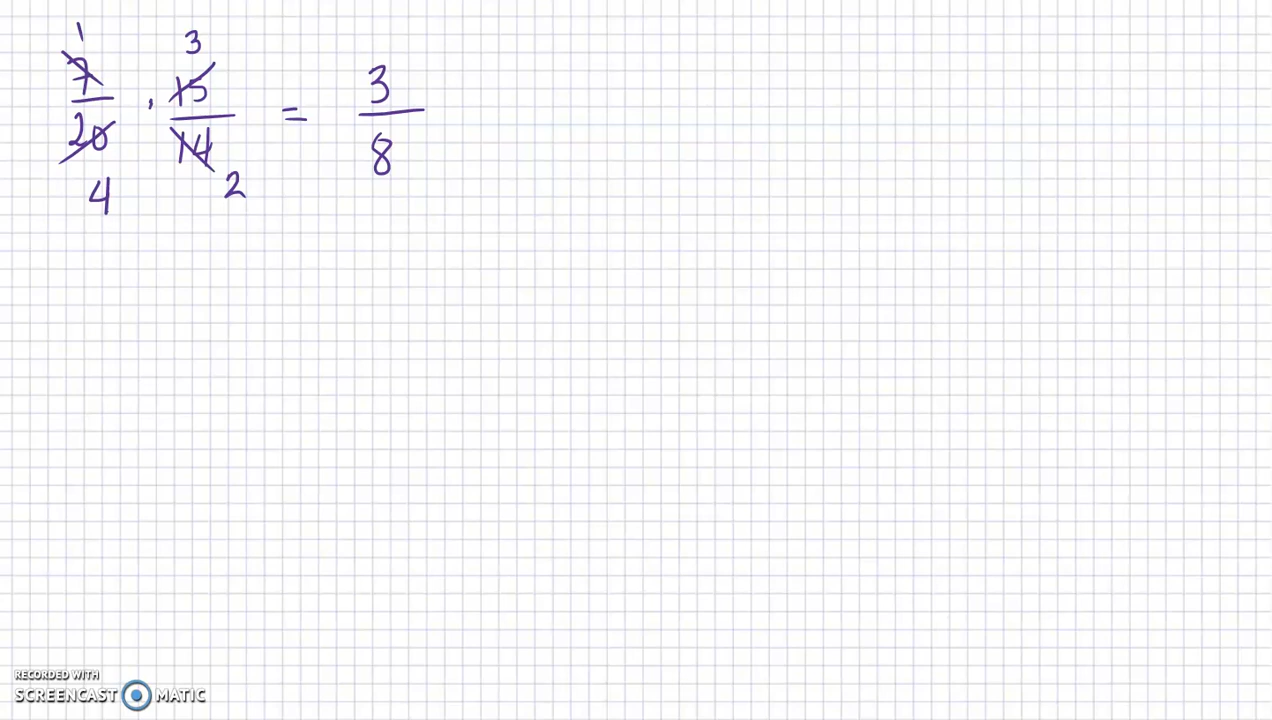 1 3
7/20 · 15/14 = 3/8
4 2
RECORDED WITH
SCREENCAST MATIC